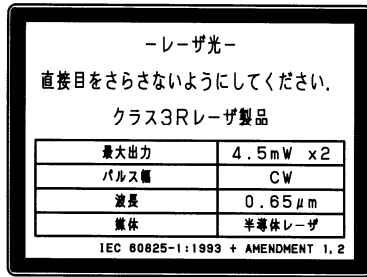 －レーザ光－
直接目をさらさないようにしてください.
クラス3Rレーザ製品
最大出力 4.5mW x2
パルス幅 CW
波長 0.65μm
媒体 半導体レーザ
IEC 60825-1:1993 + AMENDMENT 1, 2